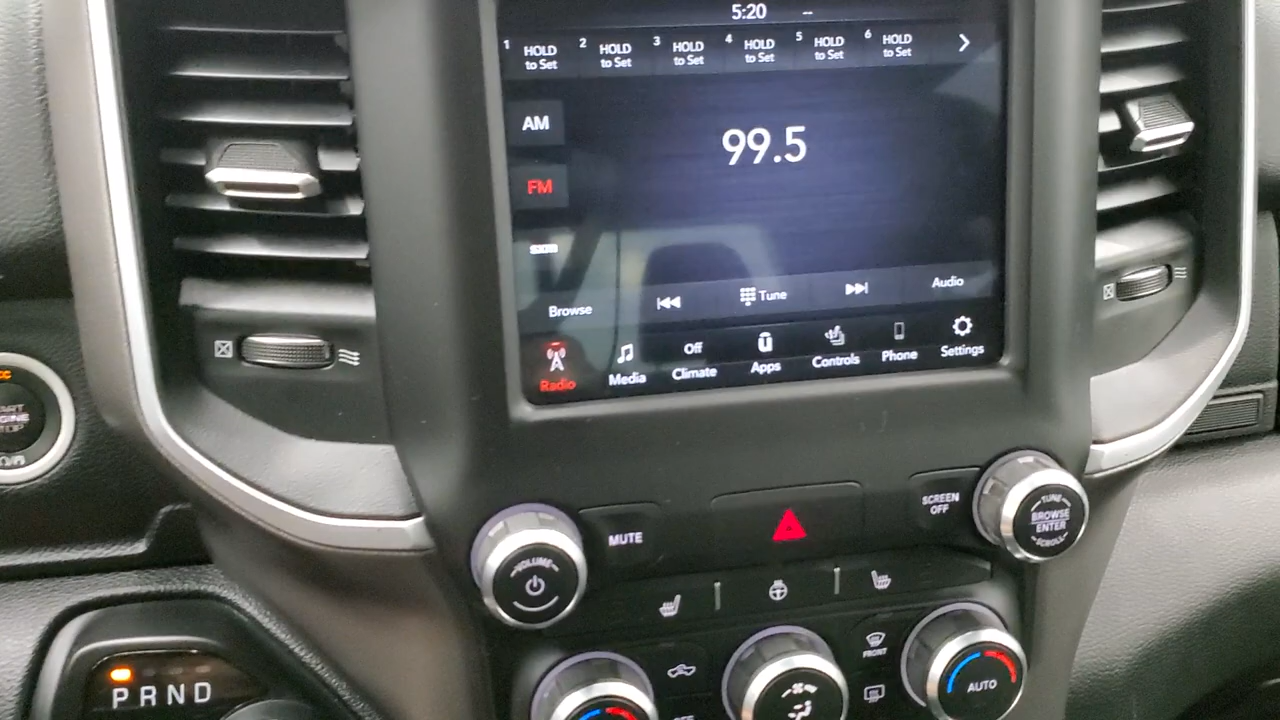 5:20 --
1 HOLD to Set
2 HOLD to Set
3 HOLD to Set
4 HOLD to Set
5 HOLD to Set
6 HOLD to Set
AM
99.5
FM
Browse
Tune
Audio
Radio
Media
Off
Climate
Apps
Controls
Phone
Settings
VOLUME
MUTE
SCREEN
OFF
TUNE
BROWSE
ENTER
SCROLL
FRONT
AUTO
P R N D